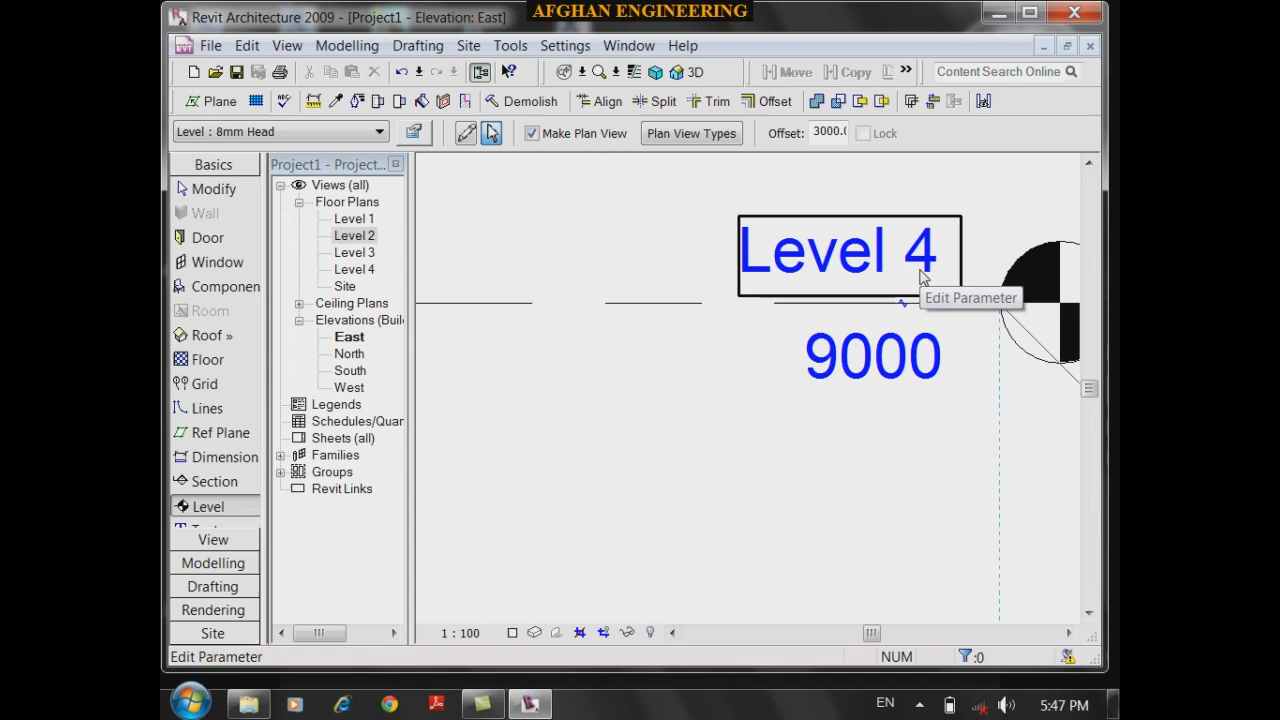 AFGHAN ENGINEERING
Revit Architecture 2009 - [Project1 - Elevation: East]
File Edit View Modelling Drafting Site Tools Settings Window Help
3D Move Copy Content Search Online
Plane Demolish Align Split Trim Offset
Level : 8mm Head Make Plan View Plan View Types Offset: 3000.( Lock
Basics
Modify
Wall
Door
Window
Componen
Room
Roof »
Floor
Grid
Lines
Ref Plane
Dimension
Section
Level
View
Modelling
Drafting
Rendering
Site
Project1 - Project...
Views (all)
Floor Plans
Level 1
Level 2
Level 3
Level 4
Site
Ceiling Plans
Elevations (Buil
East
North
South
West
Legends
Schedules/Quar
Sheets (all)
Families
Groups
Revit Links
Level 4
Edit Parameter
9000
1 : 100
Edit Parameter NUM :0
EN 5:47 PM